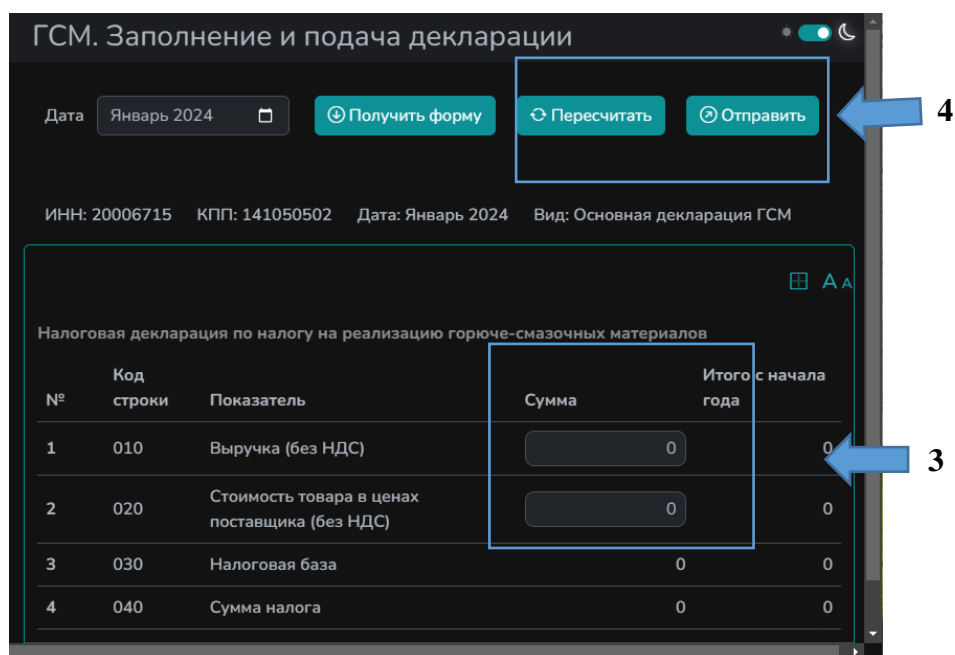 ГСМ. Заполнение и подача декларации
Дата Январь 2024 Получить форму Пересчитать Отправить
4
ИНН: 20006715 КПП: 141050502 Дата: Январь 2024 Вид: Основная декларация ГСМ
A A
Налоговая декларация по налогу на реализацию горюче-смазочных материалов
№ Код строки Показатель Сумма Итого с начала года
1 010 Выручка (без НДС) 0 0
3
2 020 Стоимость товара в ценах поставщика (без НДС) 0 0
3 030 Налоговая база 0 0
4 040 Сумма налога 0 0